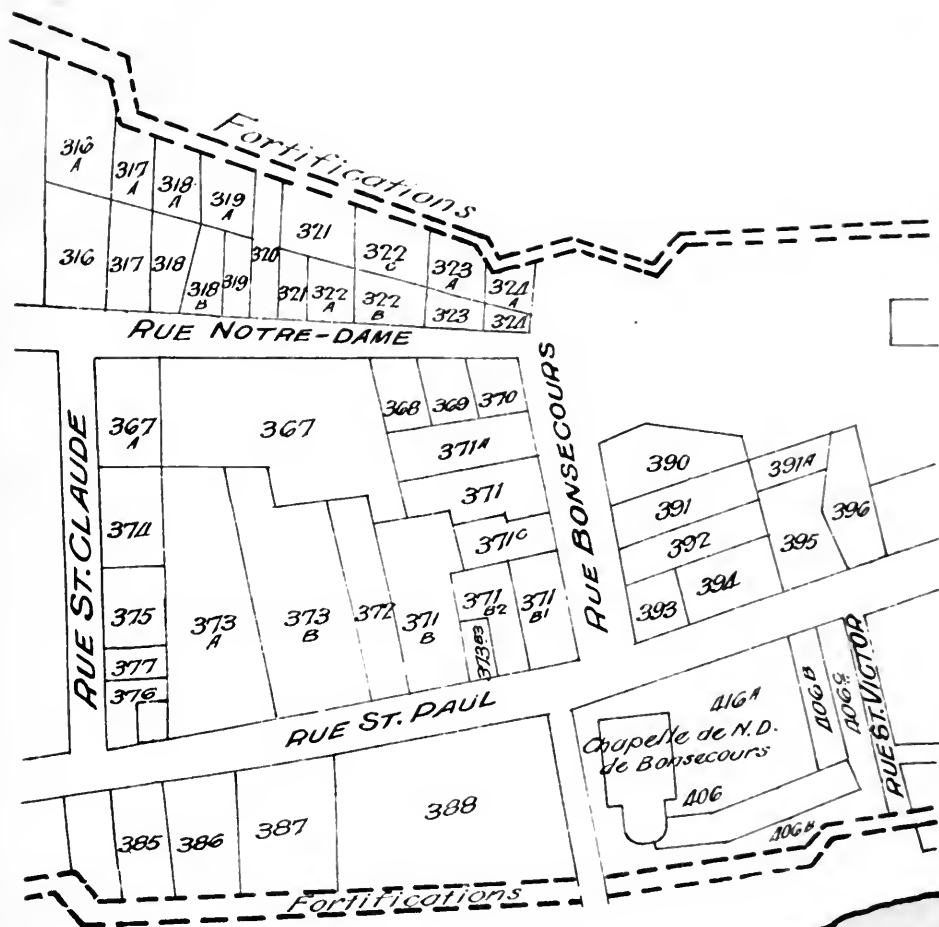 Fortifications
316
A
317
A
318
A
319
A
316
317
318
318
B
319
320
321
321
322
A
322
C
322
B
323
A
323
324
A
324
RUE NOTRE-DAME
RUE ST. CLAUDE
367
A
367
368
369
370
371A
371
371C
374
375
377
376
373
A
373
B
372
371
B
371
B2
371
B1
373B3
RUE BONSECOURS
390
391
391A
392
393
394
395
396
RUE ST. PAUL
416A
Chapelle de N.D.
de Bonsecours
406
406B
406B
RUE ST. VICTOR
385
386
387
388
Fortifications